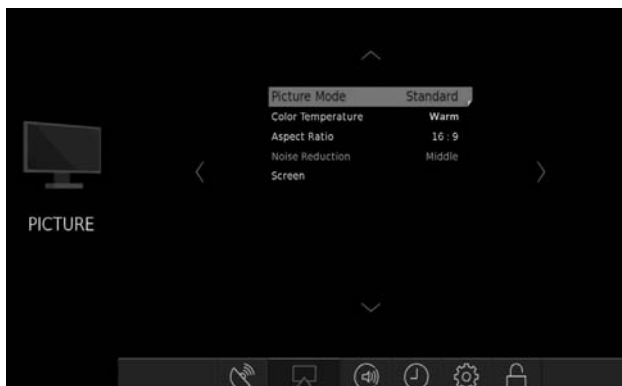 Picture Mode Standard
Color Temperature Warm
Aspect Ratio 16 : 9
Noise Reduction Middle
Screen
PICTURE